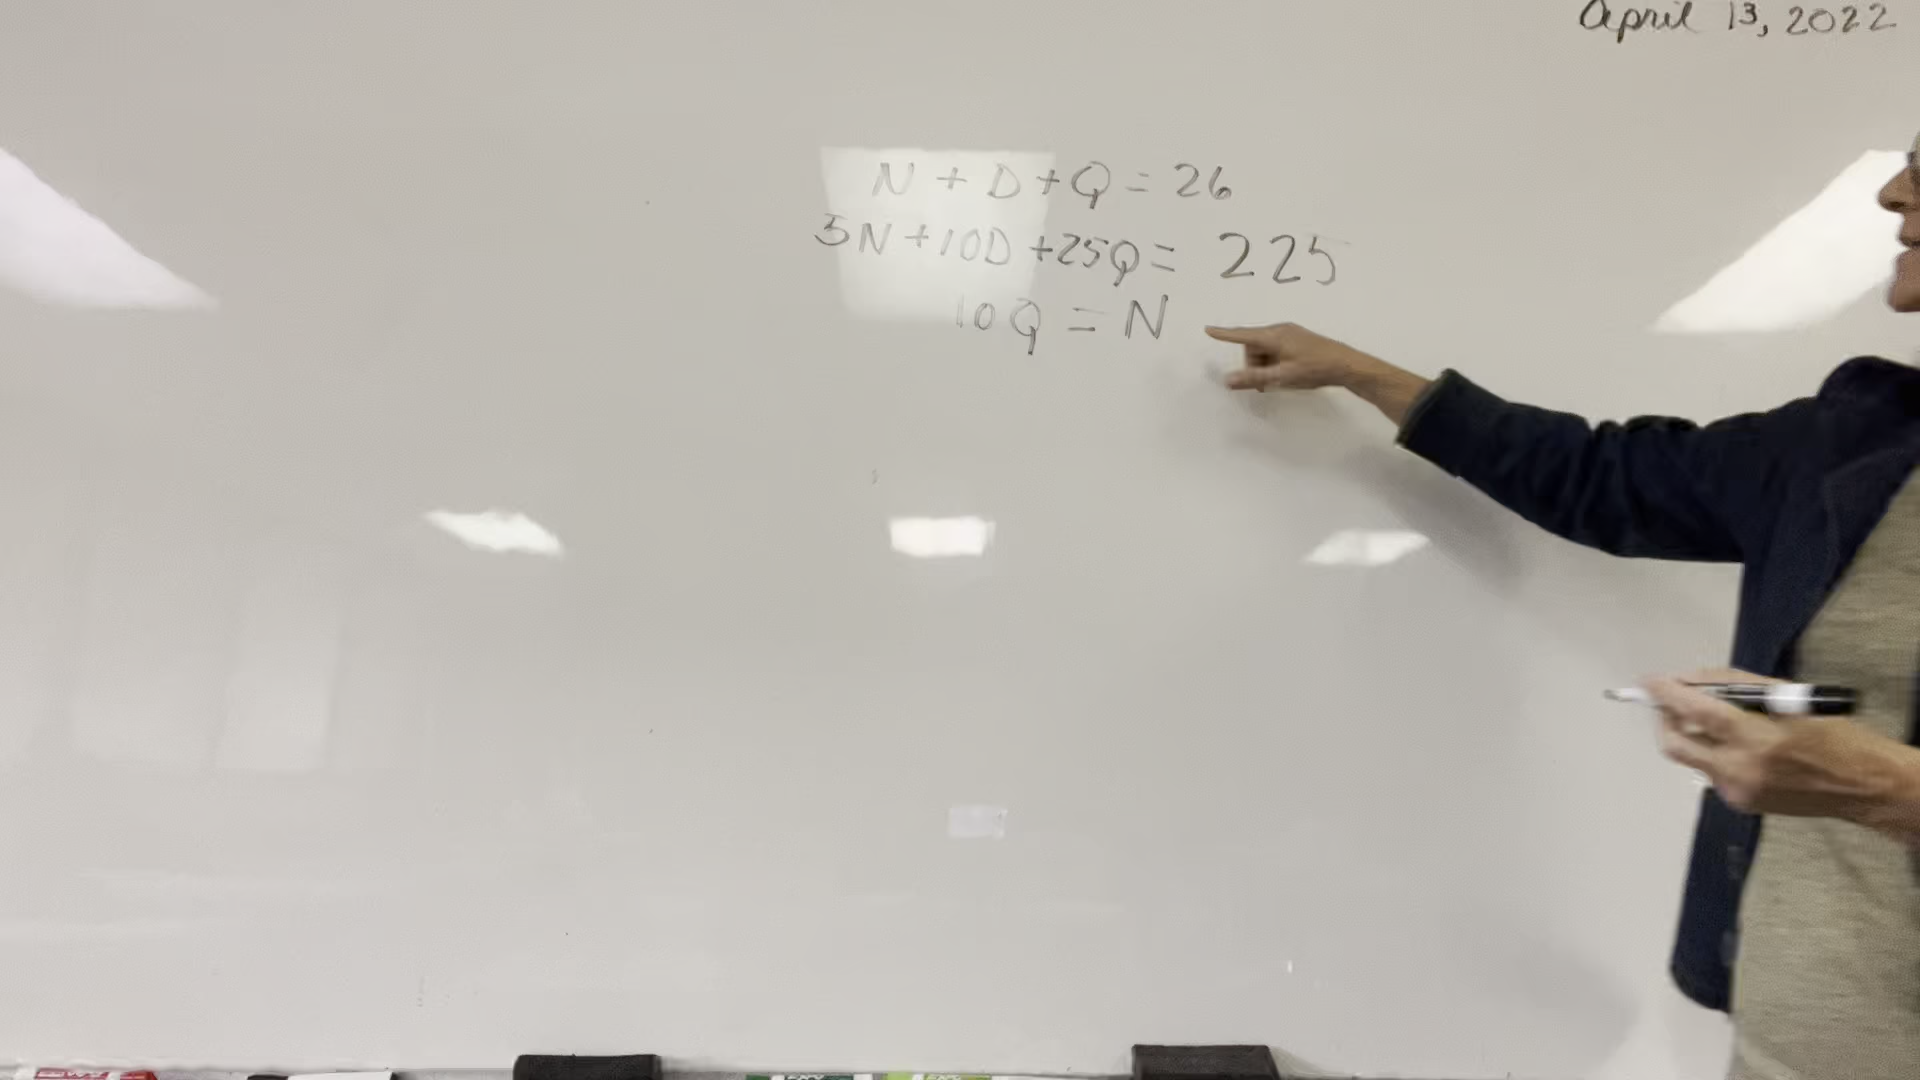 April 13, 2022
N + D + Q = 26
5N + 10D + 25Q = 225
10Q = N